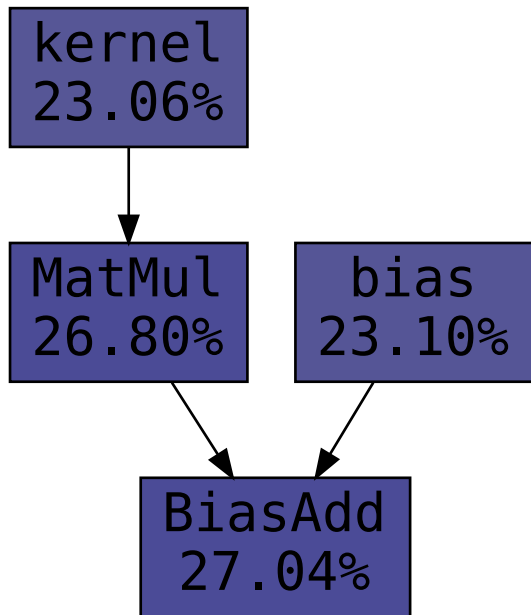 kernel
23.06%
MatMul
26.80%
bias
23.10%
BiasAdd
27.04%